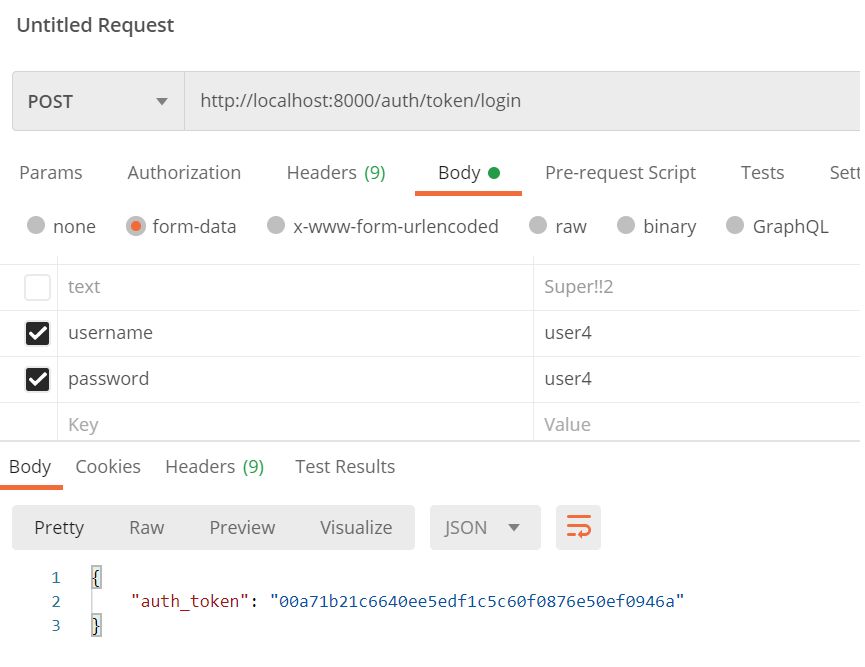 Untitled Request
POST http://localhost:8000/auth/token/login
Params Authorization Headers (9) Body Pre-request Script Tests Sett
none form-data x-www-form-urlencoded raw binary GraphQL
text Super!!2
username user4
password user4
Key Value
Body Cookies Headers (9) Test Results
Pretty Raw Preview Visualize JSON
1 {
2 "auth_token": "00a71b21c6640ee5edf1c5c60f0876e50ef0946a"
3 }